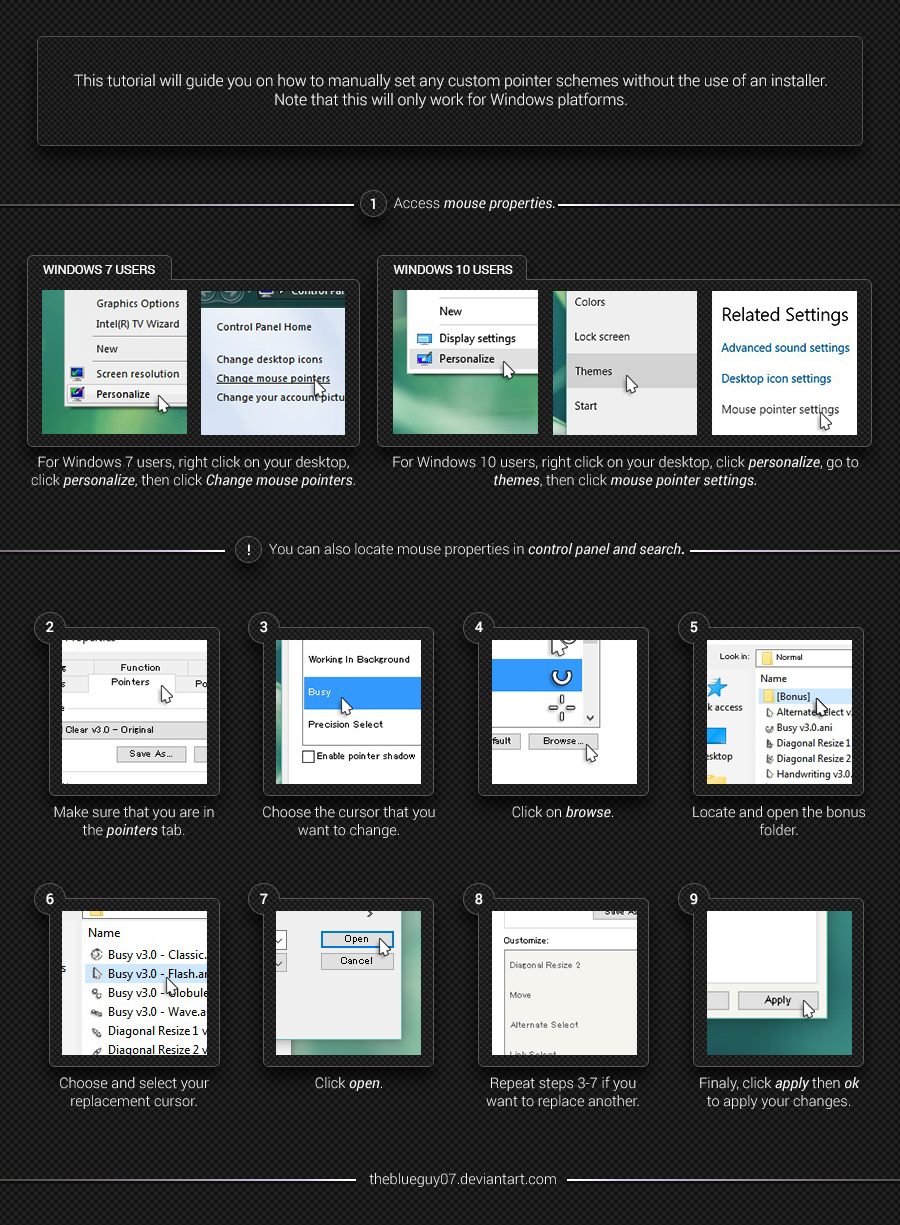 This tutorial will guide you on how to manually set any custom pointer schemes without the use of an installer.
Note that this will only work for Windows platforms.
1 Access mouse properties.
WINDOWS 7 USERS
Graphics Options
Intel(R) TV Wizard
New
Screen resolution
Personalize
Control Panel Home
Change desktop icons
Change mouse pointers
Change your account pictu
For Windows 7 users, right click on your desktop,
click personalize, then click Change mouse pointers.
WINDOWS 10 USERS
New
Display settings
Personalize
Colors
Lock screen
Themes
Start
Related Settings
Advanced sound settings
Desktop icon settings
Mouse pointer settings
For Windows 10 users, right click on your desktop, click personalize, go to
themes, then click mouse pointer settings.
! You can also locate mouse properties in control panel and search.
2
Function
Pointers
Po
Clear v3.0 - Original
Save As...
Make sure that you are in
the pointers tab.
3
Working In Background
Busy
Precision Select
Enable pointer shadow
Choose the cursor that you
want to change.
4
fault
Browse...
Click on browse.
5
Look in: Normal
Name
[Bonus]
k access
Alternate Select v.
Busy v3.0.ani
esktop
Diagonal Resize 1
Diagonal Resize 2
Handwriting v3.0.
Locate and open the bonus
folder.
6
Name
Busy v3.0 - Classic.
Busy v3.0 - Flash.an
Busy v3.0 - Globule
Busy v3.0 - Wave.a
Diagonal Resize 1 v
Diagonal Resize 2 v
Choose and select your
replacement cursor.
7
Open
Cancel
Click open.
8
Save As
Customize:
Diagonal Resize 2
Move
Alternate Select
Link Select
Repeat steps 3-7 if you
want to replace another.
9
Apply
Finaly, click apply then ok
to apply your changes.
theblueguy07.deviantart.com